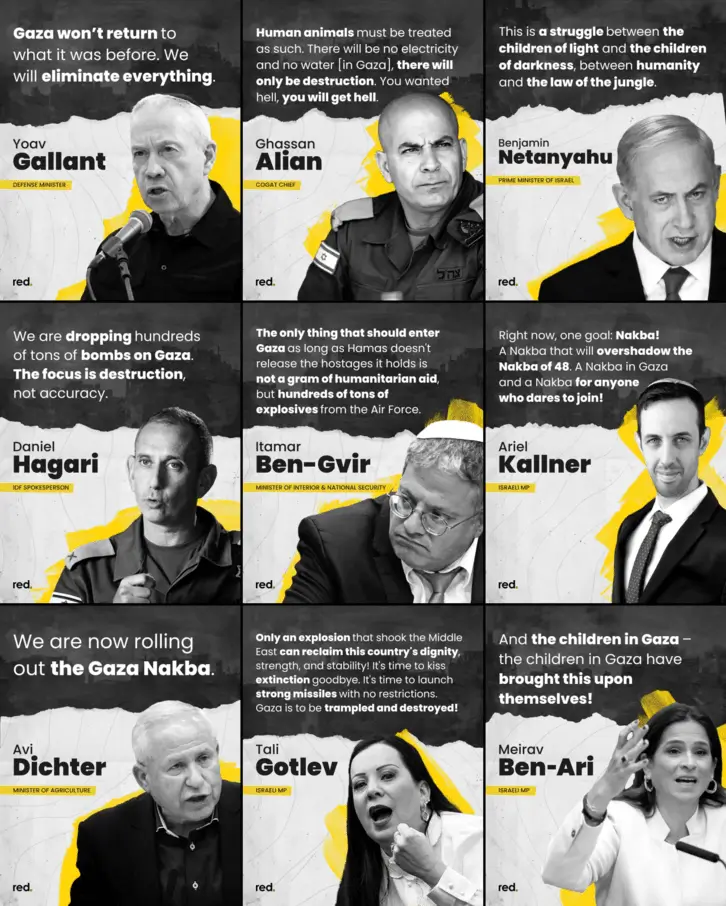 Gaza won't return to
what it was before. We
will eliminate everything.
Yoav
Gallant
DEFENSE MINISTER
red.
Human animals must be treated
as such. There will be no electricity
and no water [in Gaza], there will
only be destruction. You wanted
hell, you will get hell.
Ghassan
Alian
COGAT CHIEF
צה"ל
red.
This is a struggle between the
children of light and the children
of darkness, between humanity
and the law of the jungle.
Benjamin
Netanyahu
PRIME MINISTER OF ISRAEL
red.
We are dropping hundreds
of tons of bombs on Gaza.
The focus is destruction,
not accuracy.
Daniel
Hagari
IDF SPOKESPERSON
red.
The only thing that should enter
Gaza as long as Hamas doesn't
release the hostages it holds is
not a gram of humanitarian aid,
but hundreds of tons of
explosives from the Air Force.
Itamar
Ben-Gvir
MINISTER OF INTERIOR & NATIONAL SECURITY
red.
Right now, one goal: Nakba!
A Nakba that will overshadow the
Nakba of 48. A Nakba in Gaza
and a Nakba for anyone
who dares to join!
Ariel
Kallner
ISRAELI MP
red.
We are now rolling
out the Gaza Nakba.
Avi
Dichter
MINISTER OF AGRICULTURE
red.
Only an explosion that shook the Middle
East can reclaim this country's dignity,
strength, and stability! It's time to kiss
extinction goodbye. It's time to launch
strong missiles with no restrictions.
Gaza is to be trampled and destroyed!
Tali
Gotlev
ISRAELI MP
red.
And the children in Gaza –
the children in Gaza have
brought this upon
themselves!
Meirav
Ben-Ari
ISRAELI MP
red.